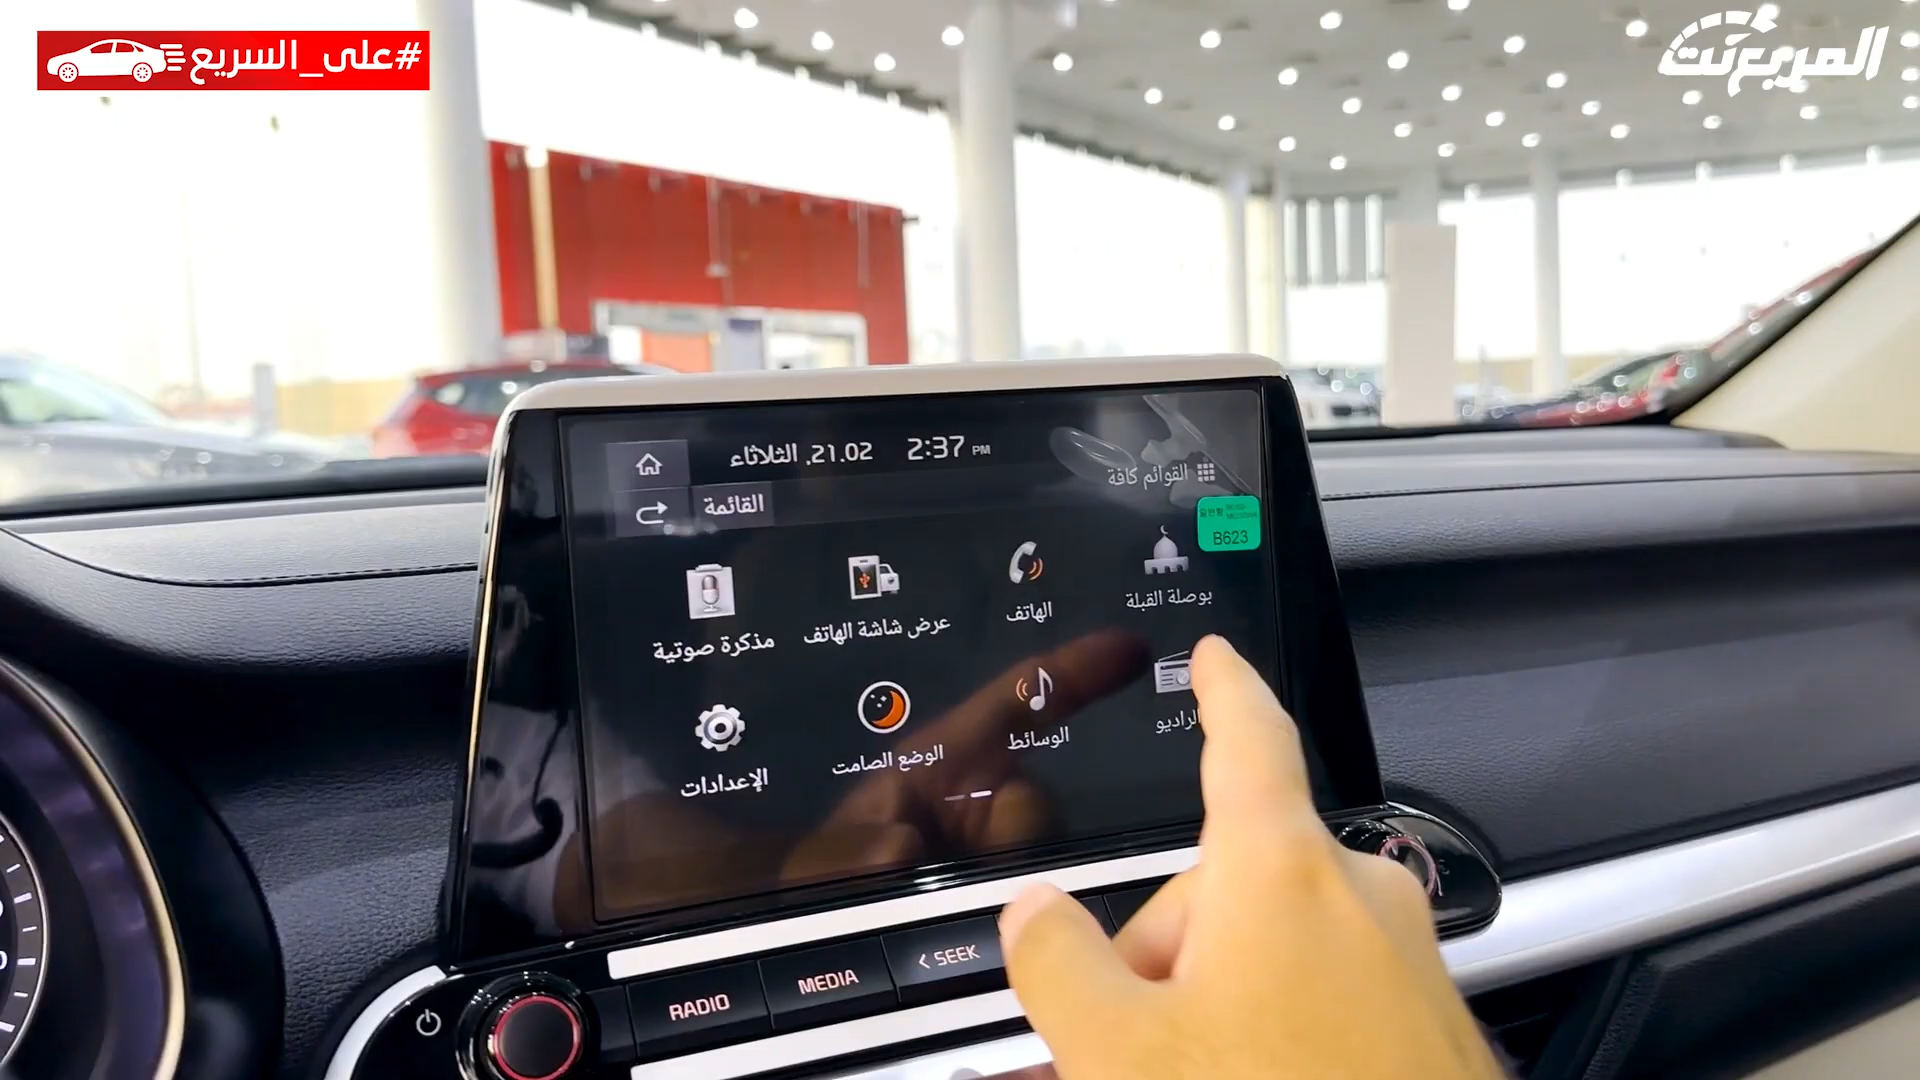 #على_السريع
المربع نت
الثلاثاء ,21.02
2:37 PM
القوائم كافة
القائمة
B623
بوصلة القبلة
الهاتف
عرض شاشة الهاتف
مذكرة صوتية
الراديو
الوسائط
الوضع الصامت
الإعدادات
RADIO
MEDIA
< SEEK